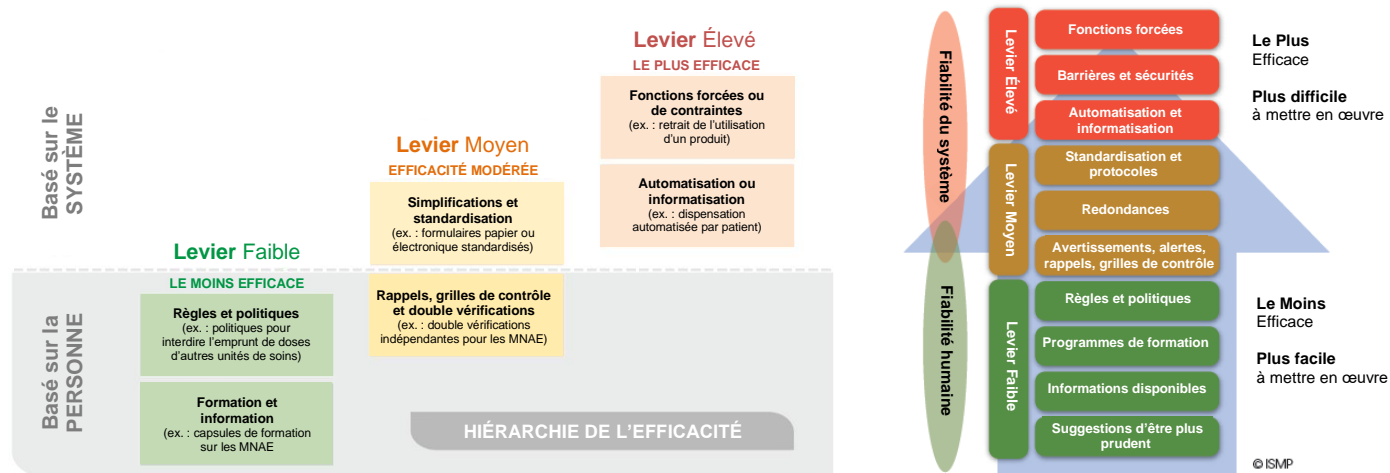 Basé sur le
SYSTÈME
Basé sur la
PERSONNE
Levier Faible
LE MOINS EFFICACE
Règles et politiques
(ex. : politiques pour
interdire l'emprunt de doses
d'autres unités de soins)
Formation et
information
(ex. : capsules de formation
sur les MNAE
Levier Moyen
EFFICACITÉ MODÉRÉE
Simplifications et
standardisation
(ex. : formulaires papier ou
électronique standardisés)
Rappels, grilles de contrôle
et double vérifications
(ex. : double vérifications
indépendantes pour les MNAE)
Levier Élevé
LE PLUS EFFICACE
Fonctions forcées ou
de contraintes
(ex. : retrait de l'utilisation
d'un produit)
Automatisation ou
informatisation
(ex. : dispensation
automatisée par patient)
HIÉRARCHIE DE L'EFFICACITÉ
Fiabilité du système
Fiabilité humaine
Levier Élevé
Levier Moyen
Levier Faible
Fonctions forcées
Barrières et sécurités
Automatisation et
informatisation
Standardisation et
protocoles
Redondances
Avertissements, alertes,
rappels, grilles de contrôle
Règles et politiques
Programmes de formation
Informations disponibles
Suggestions d'être plus
prudent
Le Plus
Efficace
Plus difficile
à mettre en œuvre
Le Moins
Efficace
Plus facile
à mettre en œuvre
© ISMP